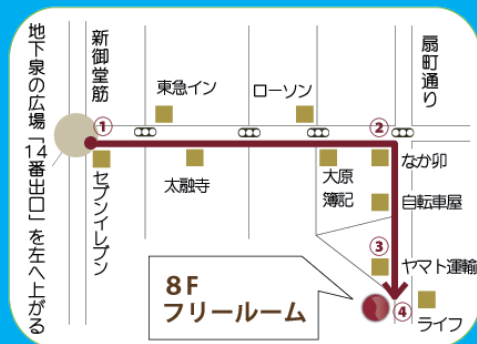 地下泉の広場「14番出口」を左へ上がる
新御堂筋
扇町通り
東急イン
ローソン
①
②
セブンイレブン
太融寺
大原
簿記
なか卯
自転車屋
③
ヤマト運輸
8F
フリールーム
④
ライフ